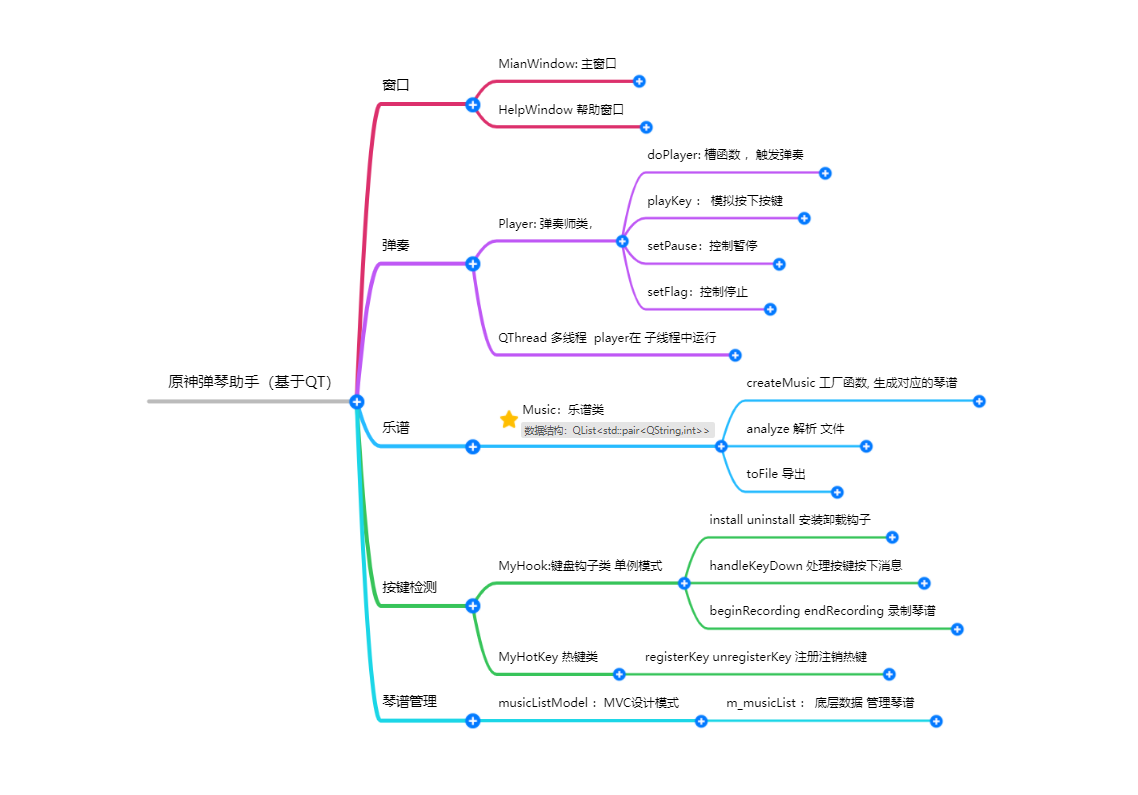 原神弹琴助手（基于QT）
窗口
MianWindow: 主窗口
HelpWindow 帮助窗口
弹奏
Player: 弹奏师类，
doPlayer: 槽函数 ，触发弹奏
playKey ： 模拟按下按键
setPause：控制暂停
setFlag：控制停止
QThread 多线程 player在 子线程中运行
乐谱
Music：乐谱类
数据结构：QList<std::pair<QString,int>>
createMusic 工厂函数, 生成对应的琴谱
analyze 解析 文件
toFile 导出
按键检测
MyHook:键盘钩子类 单例模式
install uninstall 安装卸载钩子
handleKeyDown 处理按键按下消息
beginRecording endRecording 录制琴谱
MyHotKey 热键类
registerKey unregisterKey 注册注销热键
琴谱管理
musicListModel ：MVC设计模式
m_musicList ： 底层数据 管理琴谱